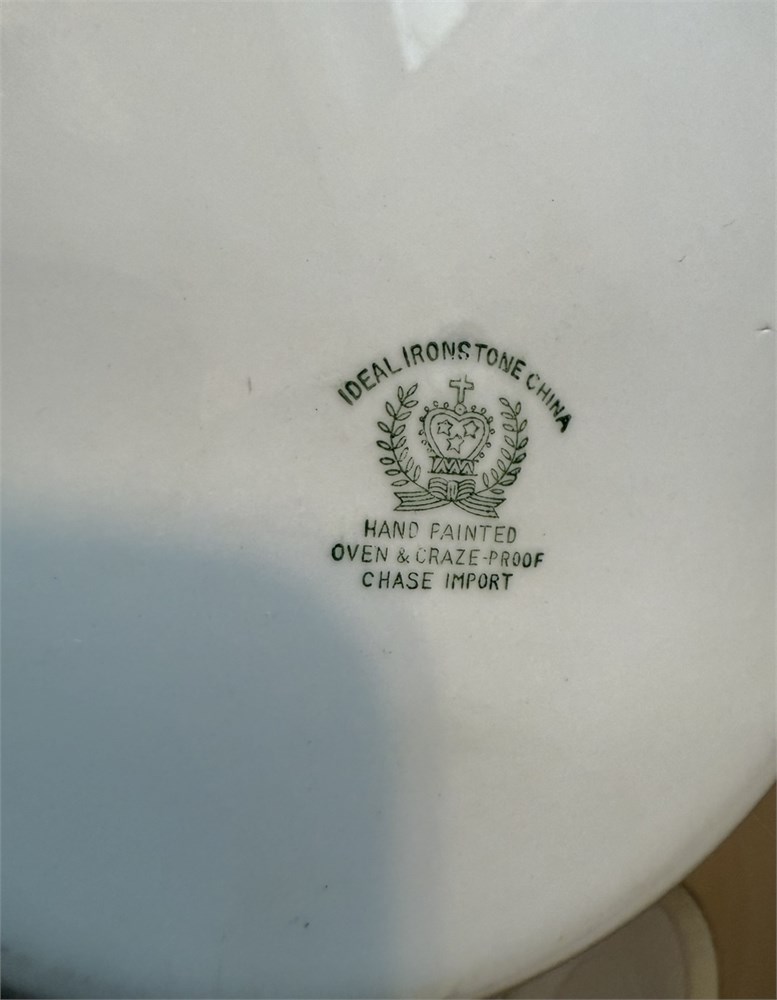 IDEAL IRONSTONE CHINA
HAND PAINTED
OVEN & CRAZE-PROOF
CHASE IMPORT